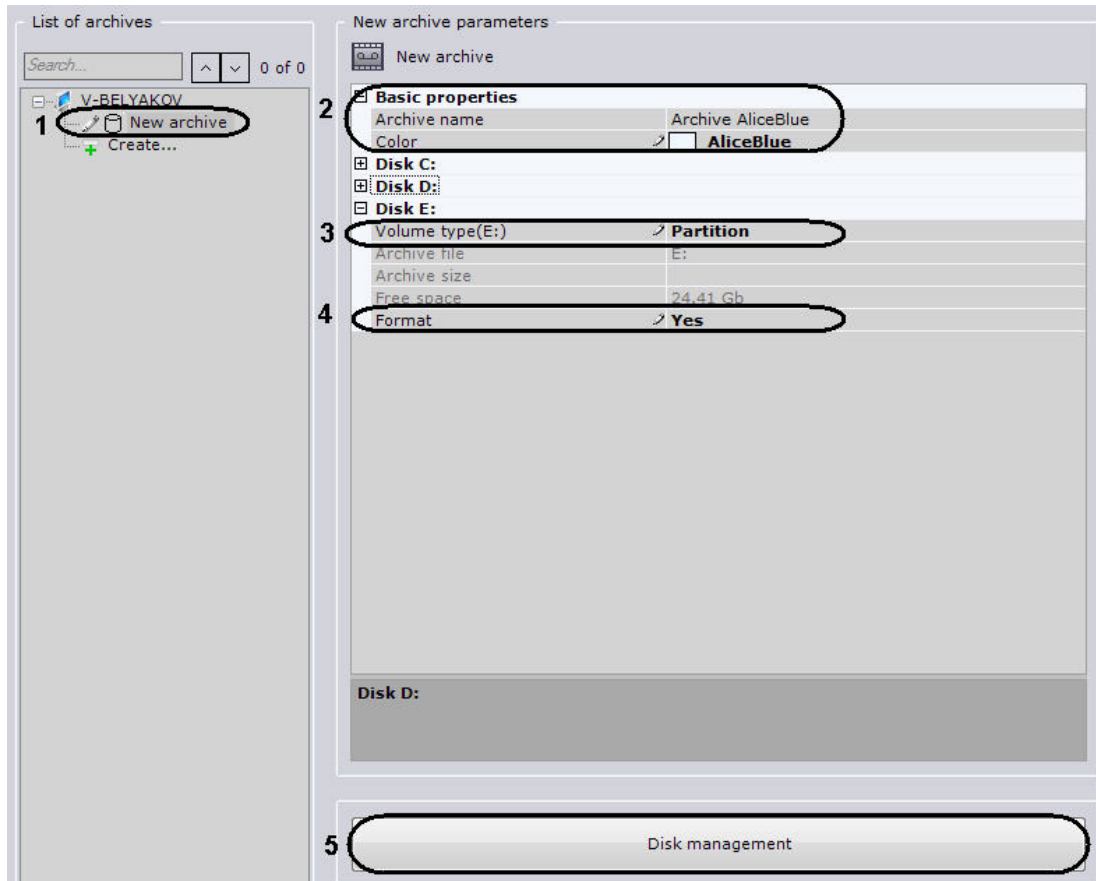 List of archives
Search...
0 of 0
V-BELYAKOV
1
New archive
Create...
New archive parameters
New archive
2
Basic properties
Archive name Archive AliceBlue
Color AliceBlue
Disk C:
Disk D:
Disk E:
3
Volume type(E:) Partition
Archive file E:
Archive size
Free space 24.41 Gb
4
Format Yes
Disk D:
5
Disk management